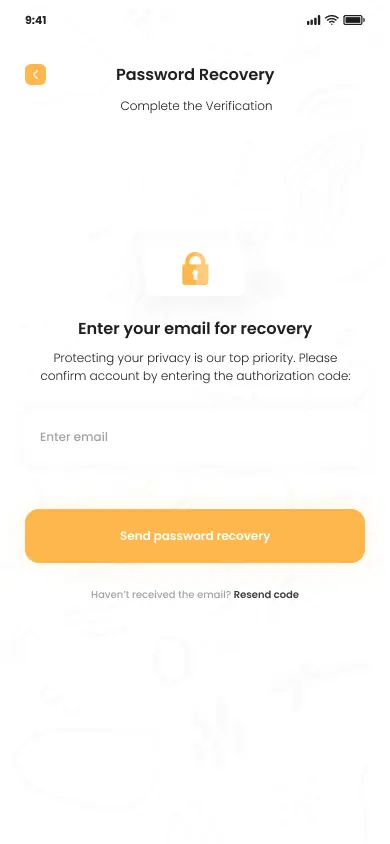 9:41
Password Recovery
Complete the Verification
Enter your email for recovery
Protecting your privacy is our top priority. Please
confirm account by entering the authorization code:
Enter email
Send password recovery
Haven't received the email? Resend code